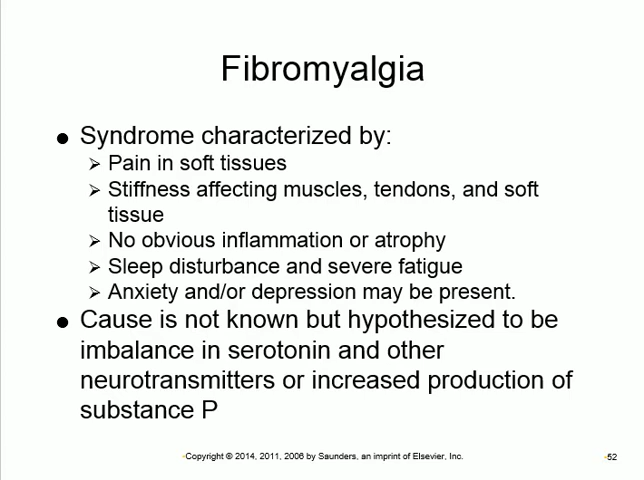 Fibromyalgia
● Syndrome characterized by:
➢ Pain in soft tissues
➢ Stiffness affecting muscles, tendons, and soft
tissue
➢ No obvious inflammation or atrophy
➢ Sleep disturbance and severe fatigue
➢ Anxiety and/or depression may be present.
● Cause is not known but hypothesized to be
imbalance in serotonin and other
neurotransmitters or increased production of
substance P
Copyright © 2014, 2011, 2006 by Saunders, an imprint of Elsevier, Inc.
52